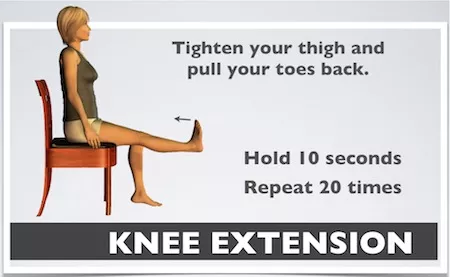 Tighten your thigh and
pull your toes back.
Hold 10 seconds
Repeat 20 times
KNEE EXTENSION